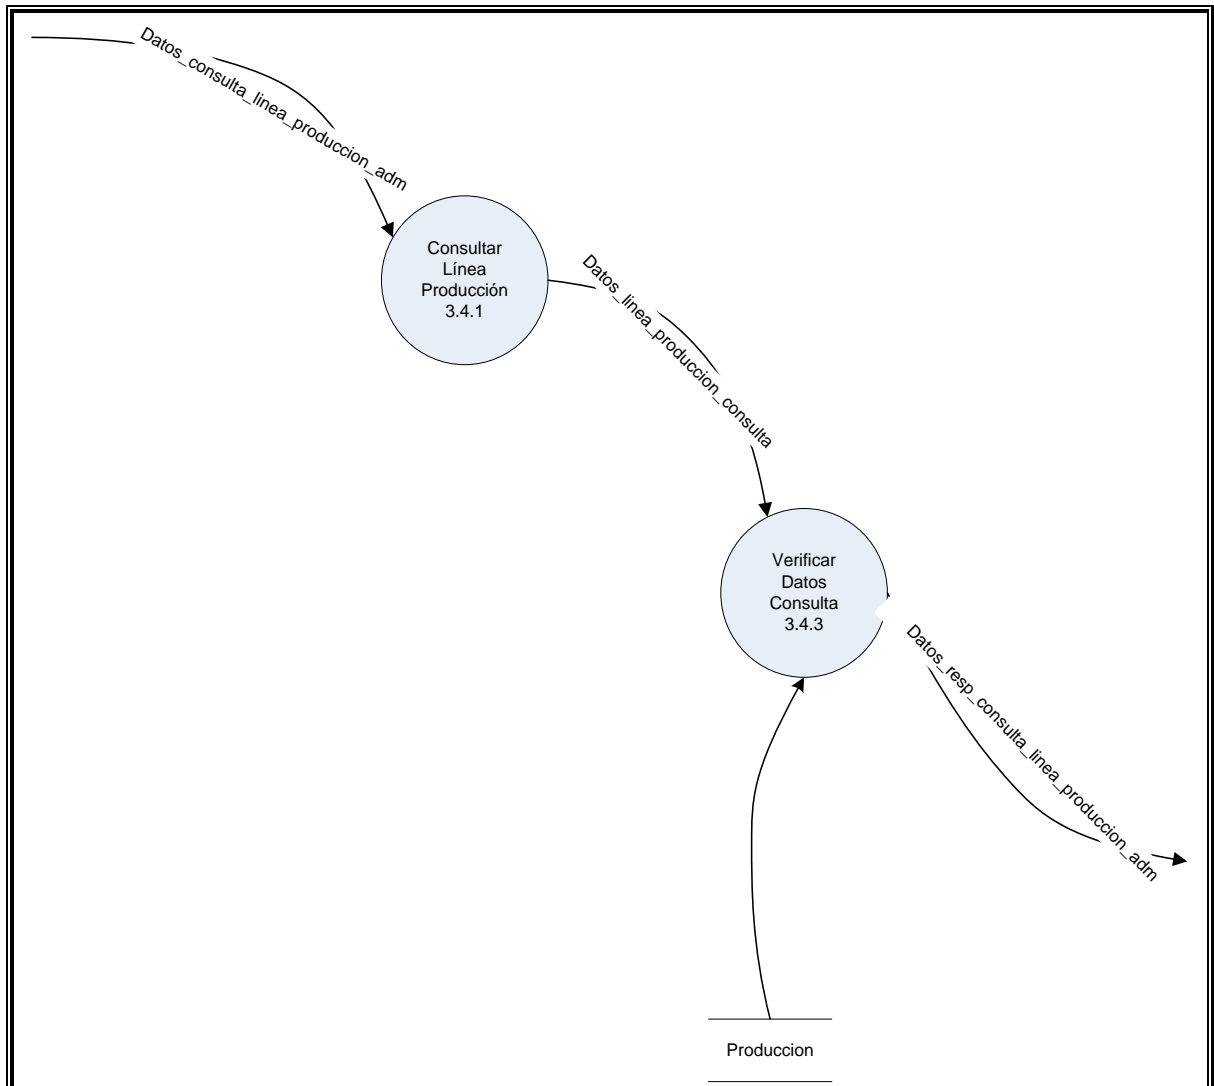 Datos_consulta_linea_produccion_adm
Consultar
Línea
Producción
3.4.1
Datos_linea_produccion_consulta
Verificar
Datos
Consulta
3.4.3
Datos_resp_consulta_linea_produccion_adm
Produccion